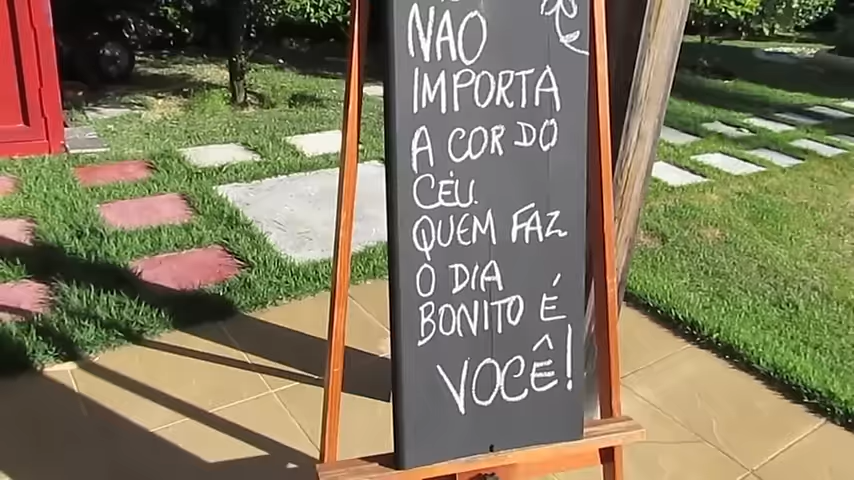 NÃO
IMPORTA
A COR DO
CÉU.
QUEM FAZ
O DIA
BONITO É
VOCÊ!